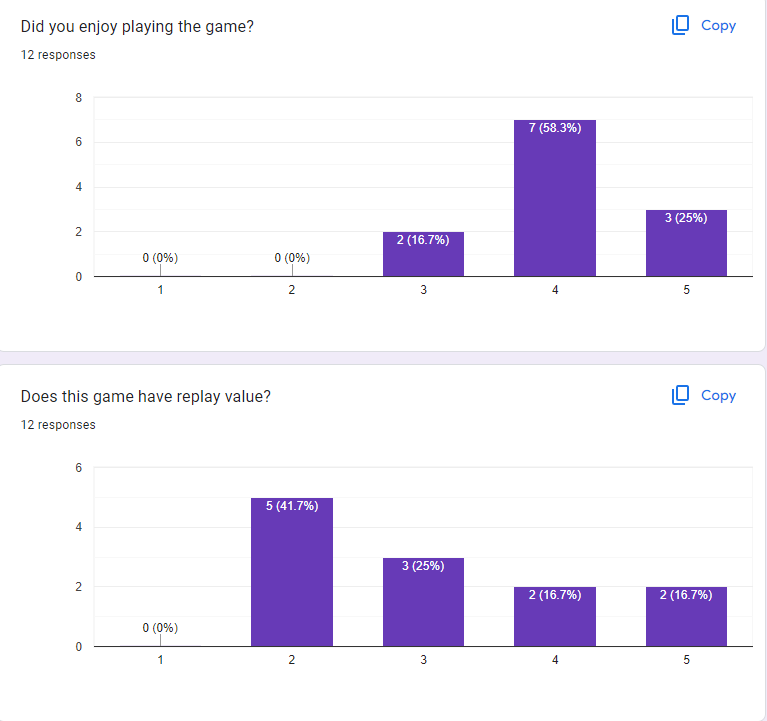 Did you enjoy playing the game?
Copy
12 responses
8
6
4
2
0
0 (0%)
0 (0%)
2 (16.7%)
7 (58.3%)
3 (25%)
1 2 3 4 5
Does this game have replay value?
Copy
12 responses
6
4
2
0
0 (0%)
5 (41.7%)
3 (25%)
2 (16.7%)
2 (16.7%)
1 2 3 4 5